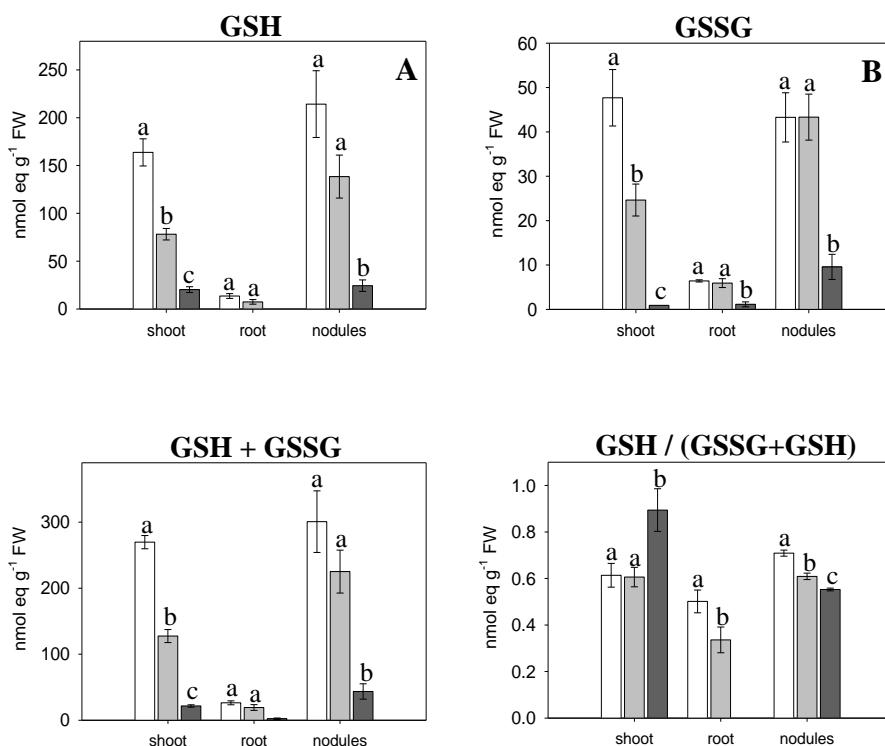 GSH
A
250
200
150
100
50
0
nmol eq g⁻¹ FW
a
b
c
a
a
a
a
b
shoot root nodules
GSSG
B
60
50
40
30
20
10
0
nmol eq g⁻¹ FW
a
b
c
a
a
b
a
a
b
shoot root nodules
GSH + GSSG
300
200
100
0
nmol eq g⁻¹ FW
a
b
c
a
a
a
a
b
shoot root nodules
GSH / (GSSG+GSH)
1.0
0.8
0.6
0.4
0.2
0.0
nmol eq g⁻¹ FW
a
a
b
a
b
a
b
c
shoot root nodules